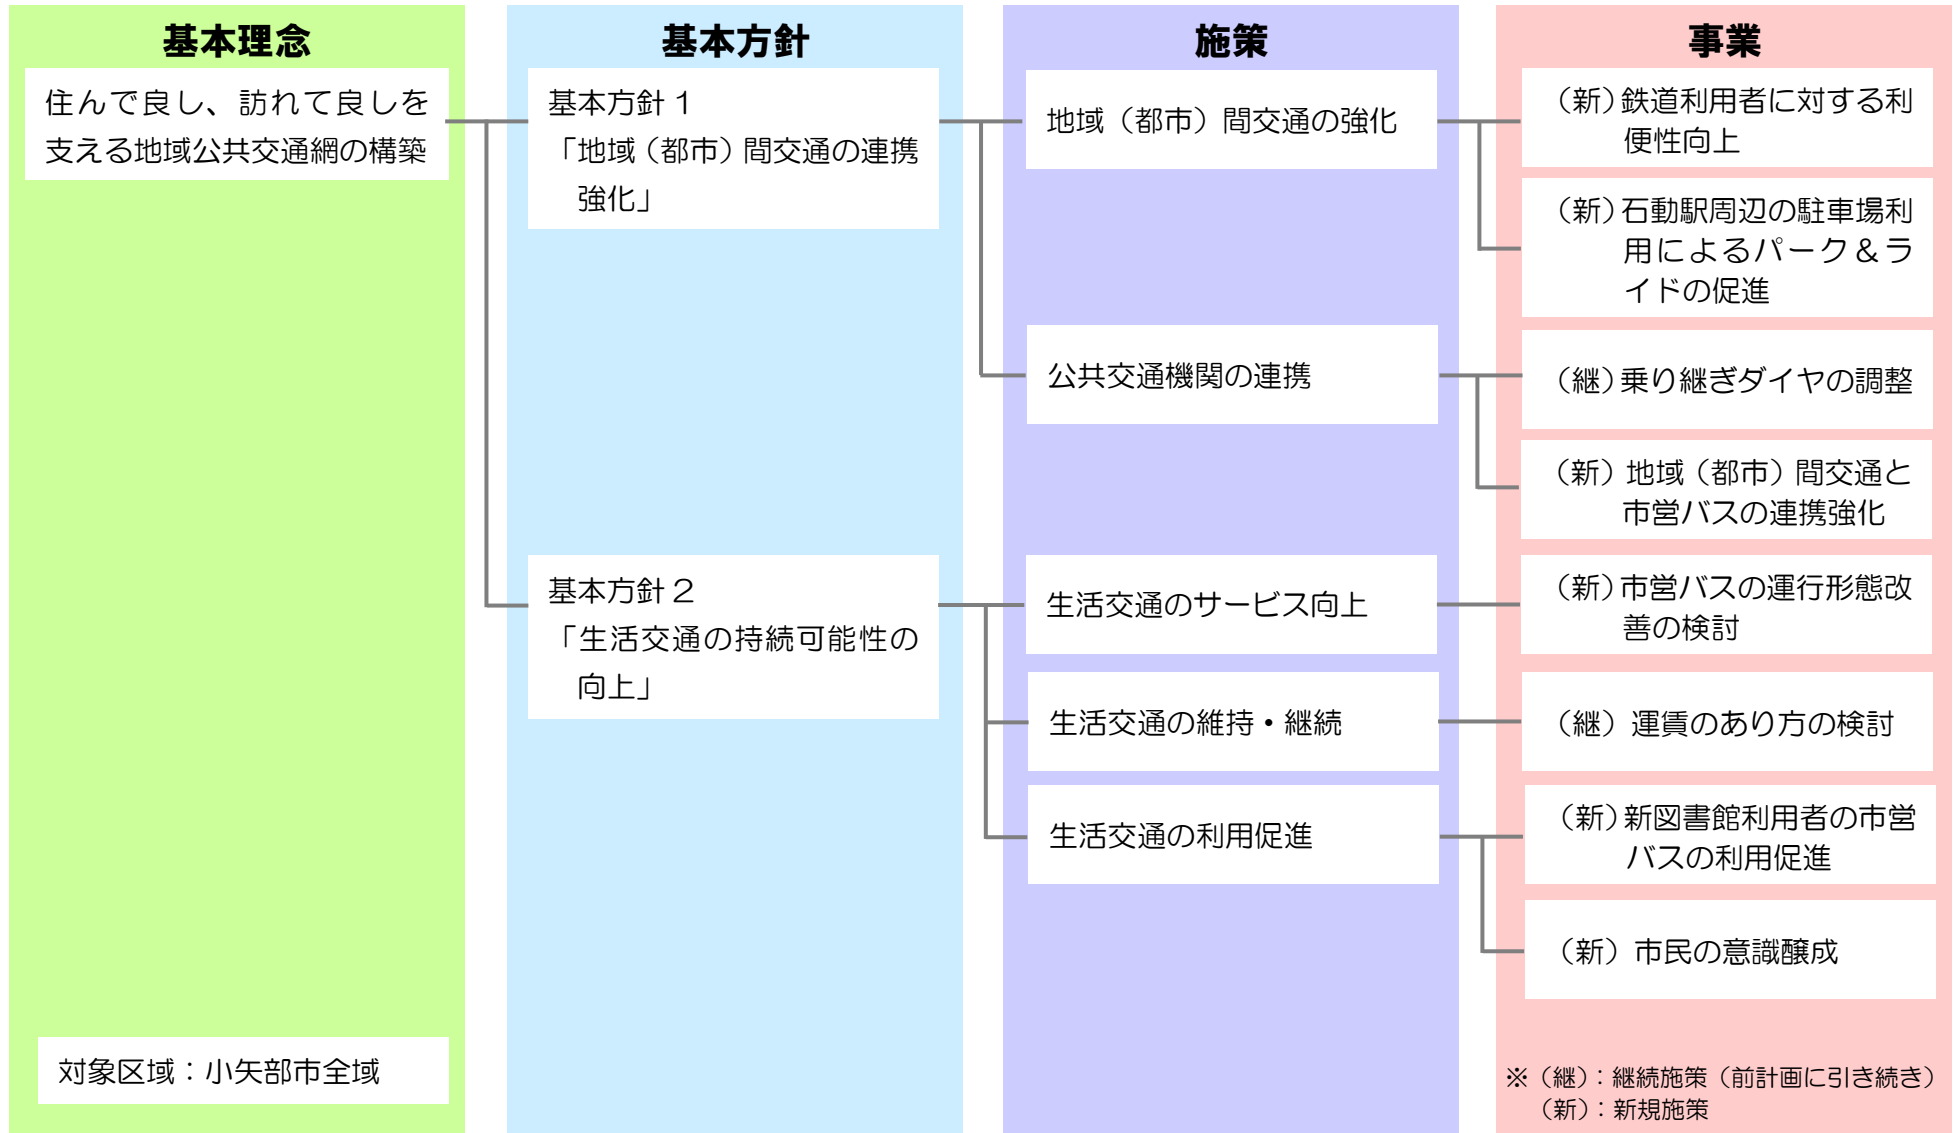 基本理念
住んで良し、訪れて良しを
支える地域公共交通網の構築
対象区域：小矢部市全域
基本方針
基本方針１
「地域（都市）間交通の連携
強化」
基本方針２
「生活交通の持続可能性の
向上」
施策
地域（都市）間交通の強化
公共交通機関の連携
生活交通のサービス向上
生活交通の維持・継続
生活交通の利用促進
事業
（新）鉄道利用者に対する利
便性向上
（新）石動駅周辺の駐車場利
用によるパーク＆ラ
イドの促進
（継）乗り継ぎダイヤの調整
（新）地域（都市）間交通と
市営バスの連携強化
（新）市営バスの運行形態改
善の検討
（継）運賃のあり方の検討
（新）新図書館利用者の市営
バスの利用促進
（新）市民の意識醸成
※（継）：継続施策（前計画に引き続き）
（新）：新規施策